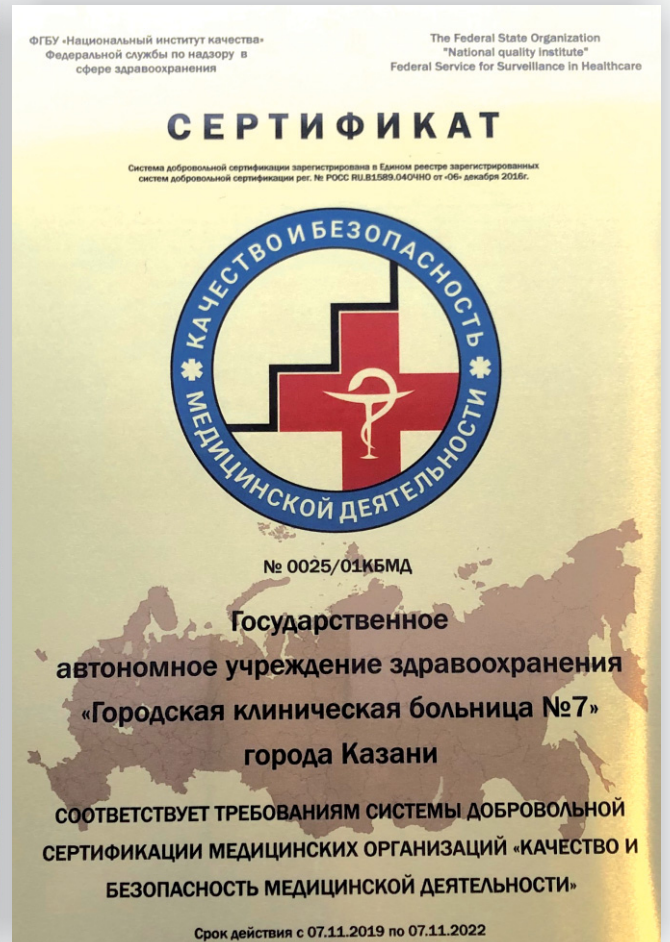 ФГБУ «Национальный институт качества»
Федеральной службы по надзору в
сфере здравоохранения
The Federal State Organization
"National quality institute"
Federal Service for Surveillance in Healthcare
СЕРТИФИКАТ
Система добровольной сертификации зарегистрирована в Едином реестре зарегистрированных
систем добровольной сертификации рег. № РОСС RU.В1589.04ОЧНО от «06» декабря 2016г.
КАЧЕСТВО И БЕЗОПАСНОСТЬ
МЕДИЦИНСКОЙ ДЕЯТЕЛЬНОСТИ
№ 0025/01КБМД
Государственное
автономное учреждение здравоохранения
«Городская клиническая больница №7»
города Казани
СООТВЕТСТВУЕТ ТРЕБОВАНИЯМ СИСТЕМЫ ДОБРОВОЛЬНОЙ
СЕРТИФИКАЦИИ МЕДИЦИНСКИХ ОРГАНИЗАЦИЙ «КАЧЕСТВО И
БЕЗОПАСНОСТЬ МЕДИЦИНСКОЙ ДЕЯТЕЛЬНОСТИ»
Срок действия с 07.11.2019 по 07.11.2022